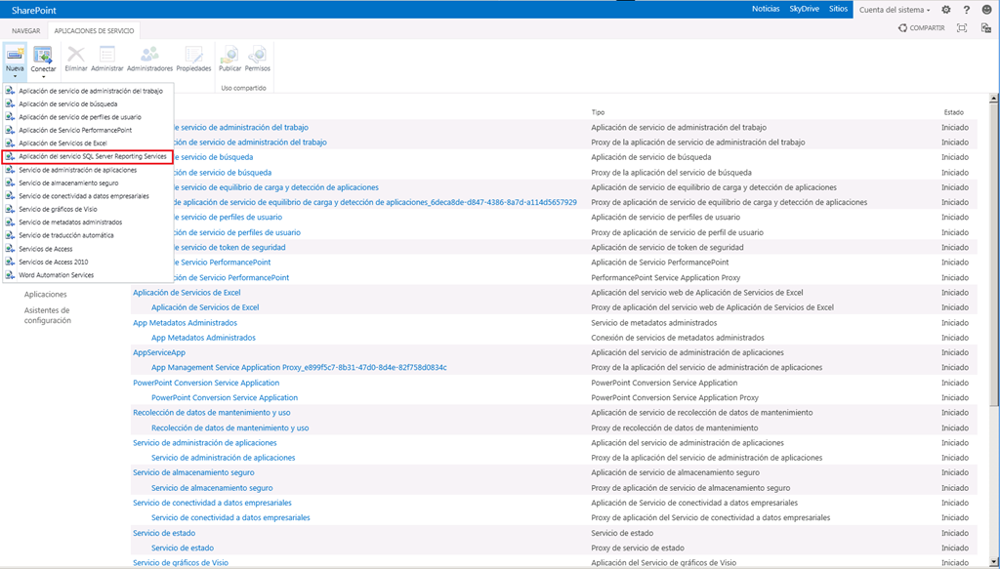 SharePoint
Noticias SkyDrive Sitios Cuenta del sistema ?
NAVEGAR APLICACIONES DE SERVICIO COMPARTIR
Nueva Conectar Eliminar Administrar Administradores Propiedades Publicar Permisos
Uso compartido
Aplicación de servicio de administración del trabajo
Aplicación de servicio de búsqueda
Aplicación de servicio de perfiles de usuario
Aplicación de Servicio PerformancePoint
Aplicación de Servicios de Excel
Aplicación del servicio SQL Server Reporting Services
Servicio de administración de aplicaciones
Servicio de almacenamiento seguro
Servicio de conectividad a datos empresariales
Servicio de gráficos de Visio
Servicio de metadatos administrados
Servicio de traducción automática
Servicios de Access
Servicios de Access 2010
Word Automation Services
Aplicaciones
Asistentes de
configuración
Tipo Estado
de servicio de administración del trabajo Aplicación de servicio de administración del trabajo Iniciado
ción de servicio de administración del trabajo Proxy de la aplicación de servicio de administración del trabajo Iniciado
de servicio de búsqueda Aplicación de servicio de búsqueda Iniciado
ción de servicio de búsqueda Proxy de la aplicación del servicio de búsqueda Iniciado
de servicio de equilibrio de carga y detección de aplicaciones Aplicación de servicio de equilibrio de carga y detección de aplicaciones Iniciado
de aplicación de servicio de equilibrio de carga y detección de aplicaciones_6deca8de-d847-4386-8a7d-a114d5657929 Proxy de aplicación de servicio de equilibrio de carga y detección de aplicaciones Iniciado
de servicio de perfiles de usuario Aplicación de servicio de perfiles de usuario Iniciado
ción de servicio de perfiles de usuario Proxy de aplicación de servicio de perfil de usuario Iniciado
de servicio de token de seguridad Aplicación de servicio de token de seguridad Iniciado
de Servicio PerformancePoint Aplicación de Servicio PerformancePoint Iniciado
ción de Servicio PerformancePoint PerformancePoint Service Application Proxy Iniciado
Aplicación de Servicios de Excel Aplicación del servicio web de Aplicación de Servicios de Excel Iniciado
Aplicación de Servicios de Excel Proxy de aplicación del servicio web de Aplicación de Servicios de Excel Iniciado
App Metadatos Administrados Servicio de metadatos administrados Iniciado
App Metadatos Administrados Conexión de servicios de metadatos administrados Iniciado
AppServiceApp Aplicación del servicio de administración de aplicaciones Iniciado
App Management Service Application Proxy_e899f5c7-8b31-47d0-8d4e-82f758d0834c Proxy de la aplicación del servicio de administración de aplicaciones Iniciado
PowerPoint Conversion Service Application PowerPoint Conversion Service Application Iniciado
PowerPoint Conversion Service Application PowerPoint Conversion Service Application Proxy Iniciado
Recolección de datos de mantenimiento y uso Aplicación de servicio de recolección de datos de mantenimiento Iniciado
Recolección de datos de mantenimiento y uso Proxy de recolección de datos de mantenimiento Iniciado
Servicio de administración de aplicaciones Aplicación del servicio de administración de aplicaciones Iniciado
Servicio de administración de aplicaciones Proxy de la aplicación del servicio de administración de aplicaciones Iniciado
Servicio de almacenamiento seguro Aplicación de servicio de almacenamiento seguro Iniciado
Servicio de almacenamiento seguro Proxy de aplicación de servicio de almacenamiento seguro Iniciado
Servicio de conectividad a datos empresariales Aplicación de Servicio de conectividad a datos empresariales Iniciado
Servicio de conectividad a datos empresariales Proxy de aplicación del Servicio de conectividad a datos empresariales Iniciado
Servicio de estado Servicio de estado Iniciado
Servicio de estado Proxy de servicio de estado Iniciado
Servicio de gráficos de Visio Aplicación del Servicio de gráficos de Visio Iniciado